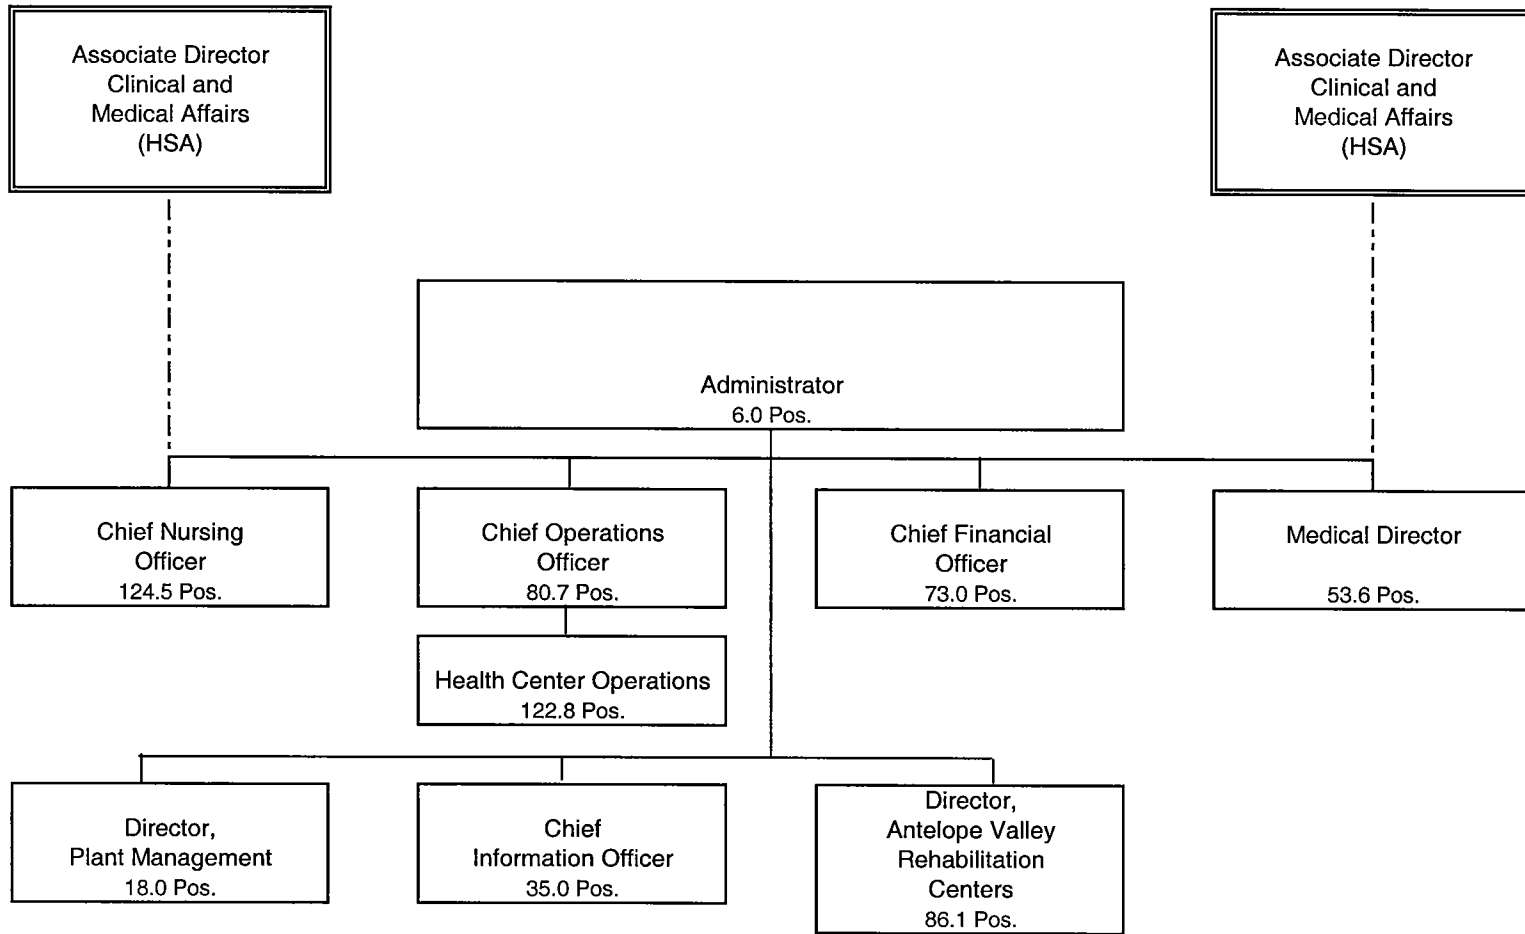 Associate Director
Clinical and
Medical Affairs
(HSA)
Associate Director
Clinical and
Medical Affairs
(HSA)
Administrator
6.0 Pos.
Chief Nursing
Officer
124.5 Pos.
Chief Operations
Officer
80.7 Pos.
Chief Financial
Officer
73.0 Pos.
Medical Director
53.6 Pos.
Health Center Operations
122.8 Pos.
Director,
Plant Management
18.0 Pos.
Chief
Information Officer
35.0 Pos.
Director,
Antelope Valley
Rehabilitation
Centers
86.1 Pos.